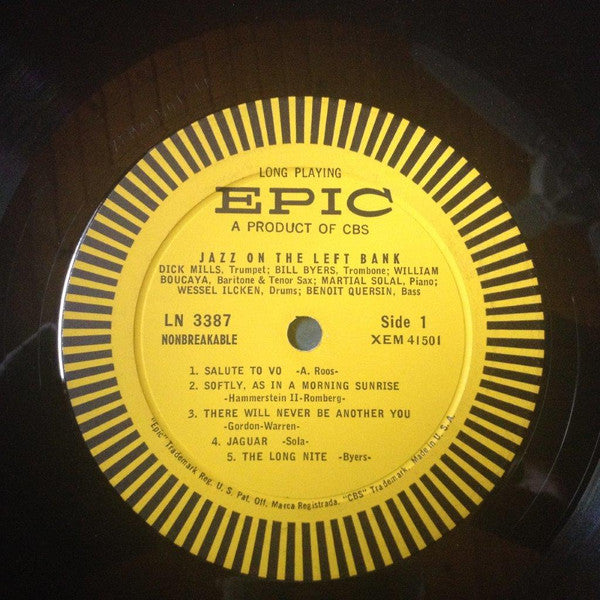 LONG PLAYING
EPIC
A PRODUCT OF CBS
JAZZ ON THE LEFT BANK
DICK MILLS, Trumpet; BILL BYERS, Trombone; WILLIAM
BOUCAYA, Baritone & Tenor Sax; MARTIAL SOLAL, Piano;
WESSEL ILCKEN, Drums; BENOIT QUERSIN, Bass
LN 3387 Side 1
NONBREAKABLE XEM 41501
1. SALUTE TO VO -A. Roos-
2. SOFTLY, AS IN A MORNING SUNRISE
-Hammerstein II-Romberg-
3. THERE WILL NEVER BE ANOTHER YOU
-Gordon-Warren-
4. JAGUAR -Sola-
5. THE LONG NITE -Byers-
"Epic" Trademark Reg. U. S. Pat. Off. Marca Registrada. "CBS" Trademark. Made in U. S. A.